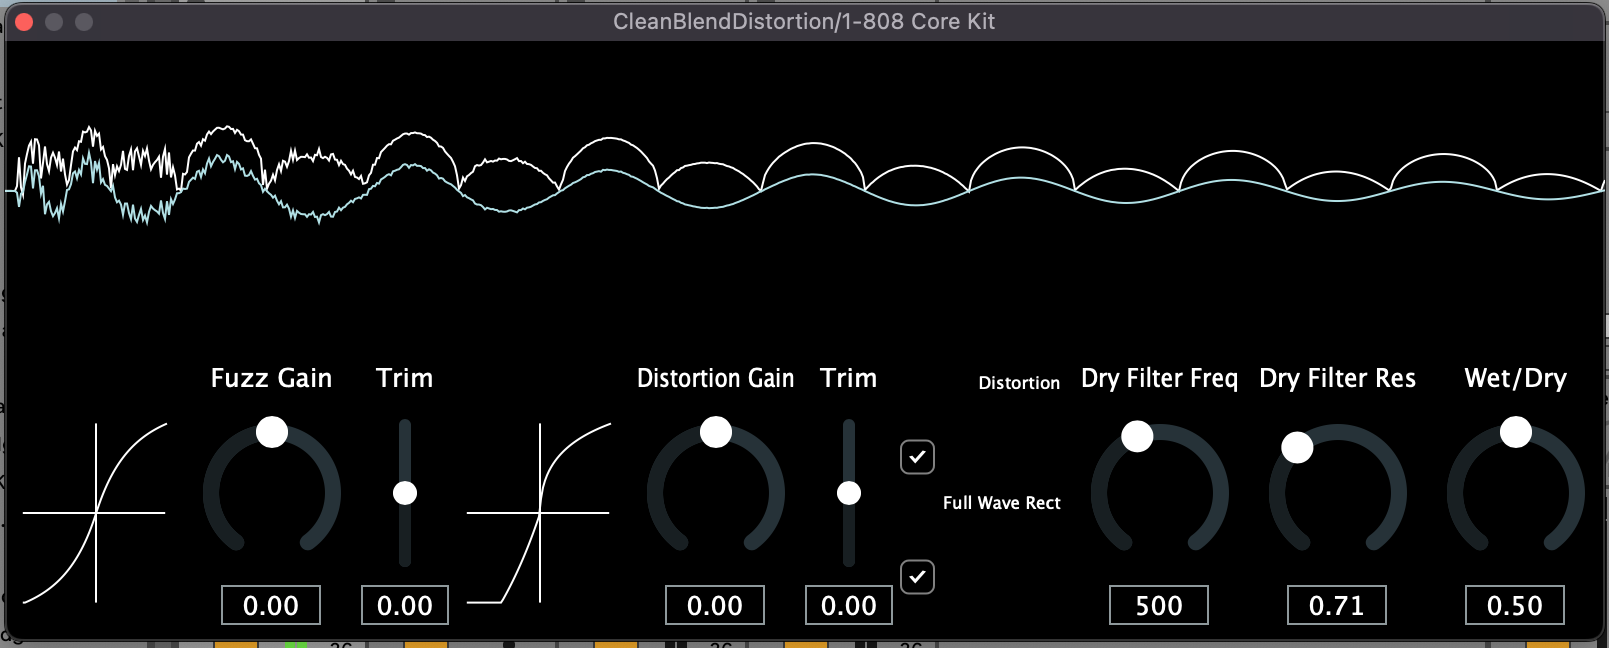 CleanBlendDistortion/1-808 Core Kit
Fuzz Gain
Trim
Distortion Gain
Trim
Distortion
Dry Filter Freq
Dry Filter Res
Wet/Dry
Full Wave Rect
0.00
0.00
0.00
0.00
500
0.71
0.50